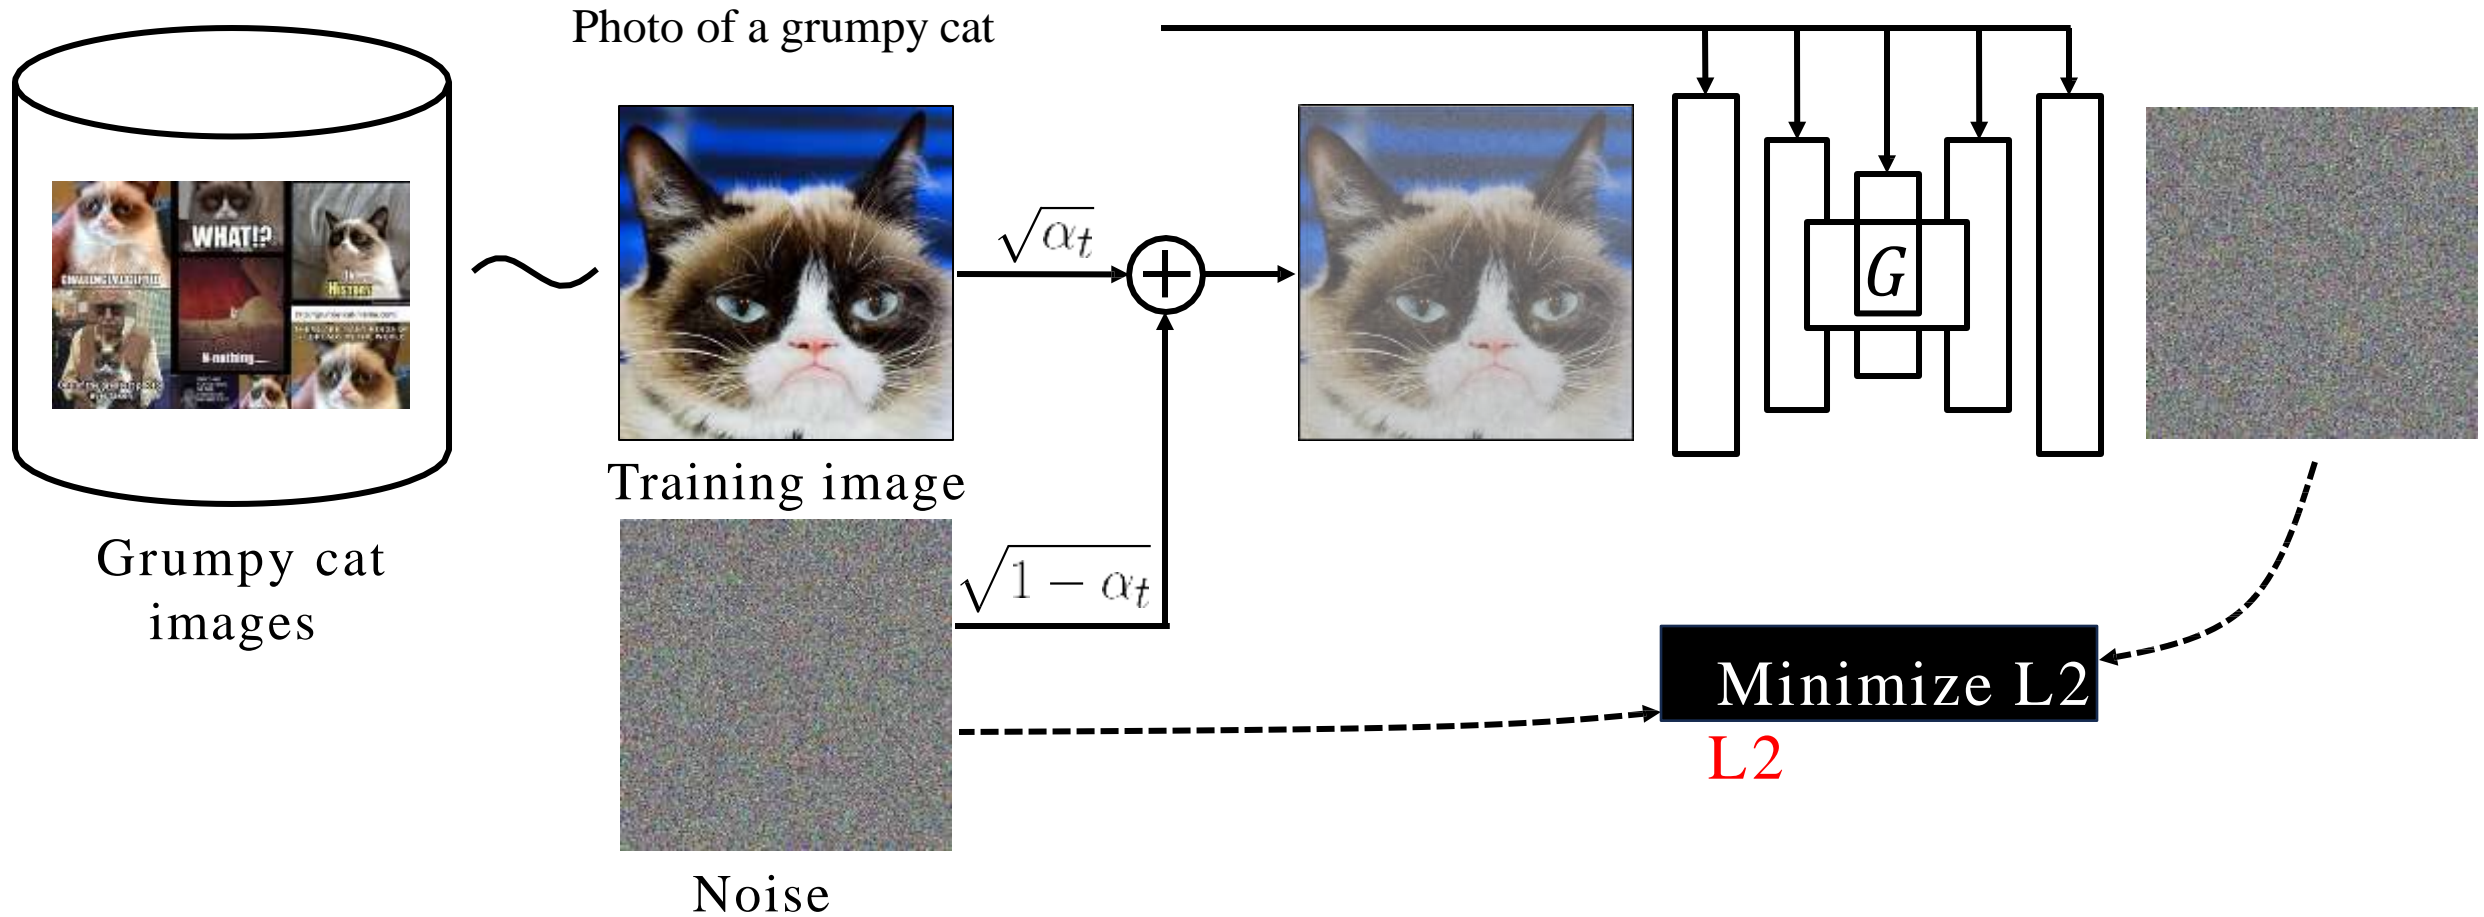 Photo of a grumpy cat
WHAT!?
HISTORY
N-nothing
√αt
G
Training image
√1 − αt
Grumpy cat
images
Minimize L2
L2
Noise